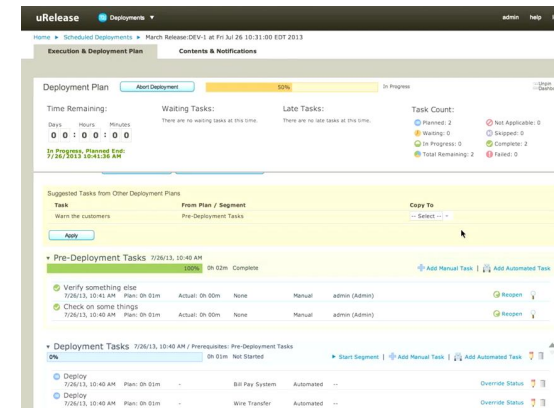 uRelease Deployments ▼ admin help
Home ► Scheduled Deployments ► March Release:DEV-1 at Fri Jul 26 10:31:00 EDT 2013
Execution & Deployment Plan Contents & Notifications
Deployment Plan Abort Deployment 50% In Progress
Time Remaining: Waiting Tasks: Late Tasks: Task Count:
Days Hours Minutes There are no waiting tasks at this time. There are no late tasks at this time. Planned: 2 Not Applicable: 0
0 0 : 0 0 : 0 0 Waiting: 0 Skipped: 0
In Progress: 0 Complete: 2
In Progress, Planned End: Total Remaining: 2 Failed: 0
7/26/2013 10:41:36 AM
Suggested Tasks from Other Deployment Plans
Task From Plan / Segment Copy To
Warn the customers Pre-Deployment Tasks -- Select --
Apply
Pre-Deployment Tasks 7/26/13, 10:40 AM
100% 0h 02m Complete Add Manual Task | Add Automated Task
Verify something else
7/26/13, 10:41 AM Plan: 0h 01m Actual: 0h 00m None Manual admin (Admin) Reopen
Check on some things
7/26/13, 10:40 AM Plan: 0h 01m Actual: 0h 00m None Manual admin (Admin) Reopen
Deployment Tasks 7/26/13, 10:40 AM / Prerequisites: Pre-Deployment Tasks
0% 0h 01m Not Started ► Start Segment | Add Manual Task | Add Automated Task
Deploy
7/26/13, 10:40 AM Plan: 0h 01m - Bill Pay System Automated -- Override Status
Deploy
7/26/13, 10:40 AM Plan: 0h 01m - Wire Transfer Automated -- Override Status